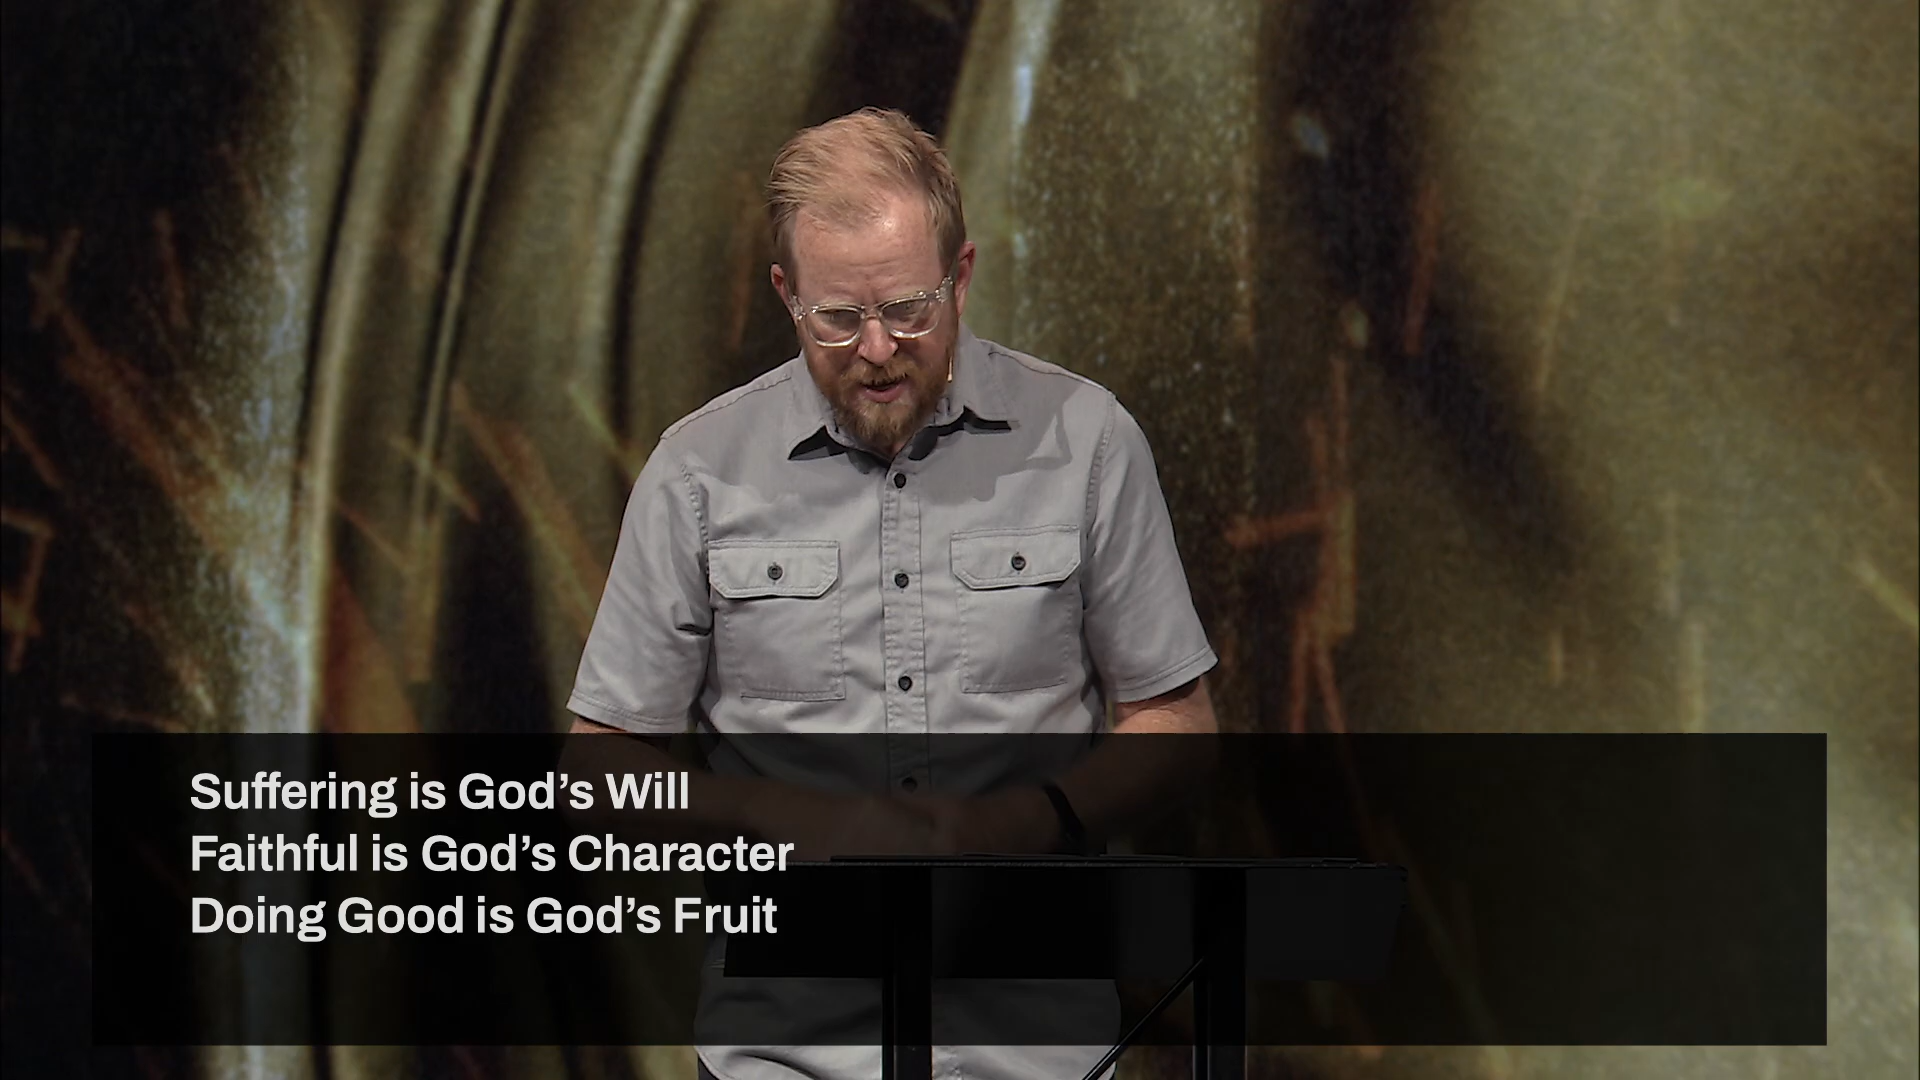 Suffering is God’s Will
Faithful is God’s Character
Doing Good is God’s Fruit